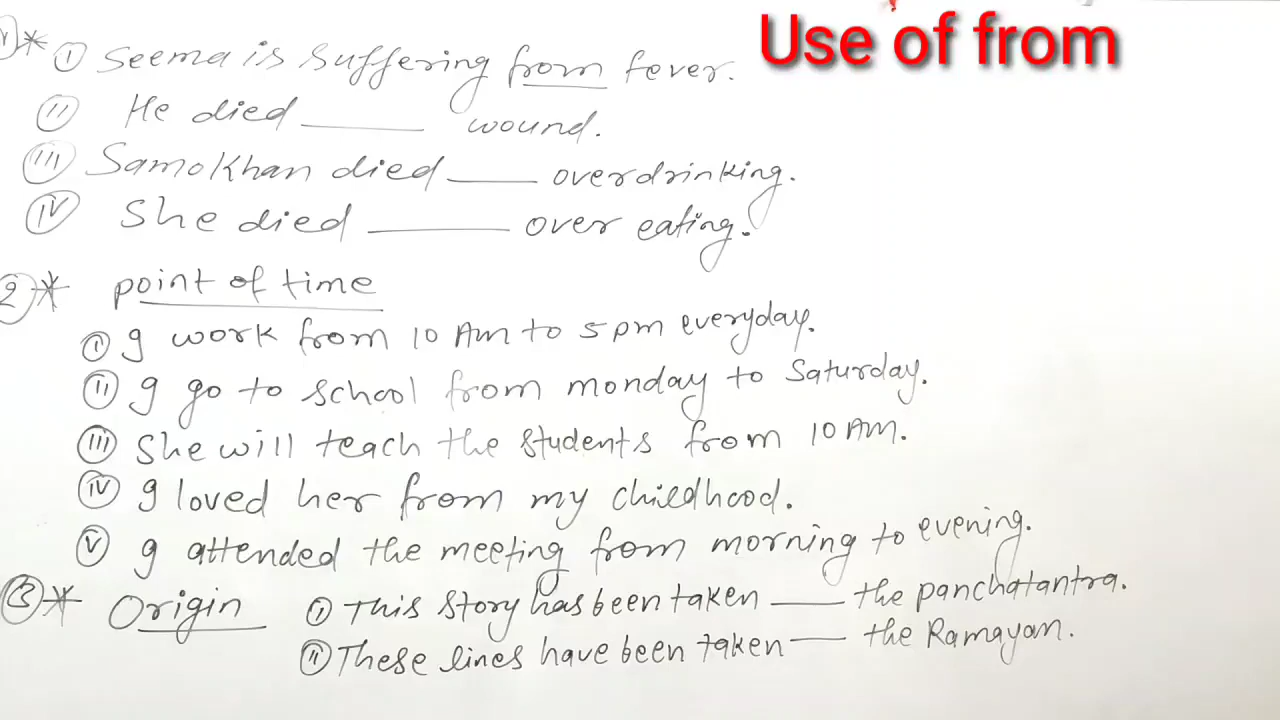 Use of from
1* (i) Seema is suffering from fever.
(ii) He died ______ wound.
(iii) Samokhan died ____ overdrinking.
(iv) She died ______ over eating.
2* point of time
(i) I work from 10 Am to 5 pm everyday.
(ii) I go to school from monday to Saturday.
(iii) She will teach the students from 10 AM.
(iv) I loved her from my childhood.
(v) I attended the meeting from morning to evening.
3* Origin (i) This story has been taken ____ the panchatantra.
(ii) These lines have been taken ___ the Ramayan.